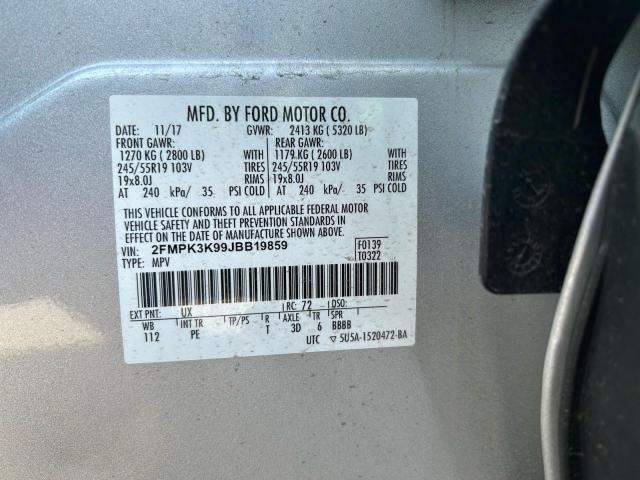 MFD. BY FORD MOTOR CO.
DATE: 11/17 GVWR: 2413 KG ( 5320 LB)
FRONT GAWR: REAR GAWR:
1270 KG ( 2800 LB) WITH 1179.KG ( 2600 LB) WITH
245/55R19 103V TIRES 245/55R19 103V TIRES
19x8.0J RIMS 19x8.0J RIMS
AT 240 kPa/ 35 PSI COLD AT 240 kPa/ 35 PSI COLD
THIS VEHICLE CONFORMS TO ALL APPLICABLE FEDERAL MOTOR
VEHICLE SAFETY AND THEFT PREVENTION STANDARDS IN
EFFECT ON THE DATE OF MANUFACTURE SHOWN ABOVE.
VIN: 2FMPK3K99JBB19859 F0139
TYPE: MPV T0322
EXT PNT: UX RC: 72 DSO:
WB INT TR TP/PS R AXLE TR SPR
112 PE T 3D 6 BBBB
UTC ▽ 5U5A-1520472-BA